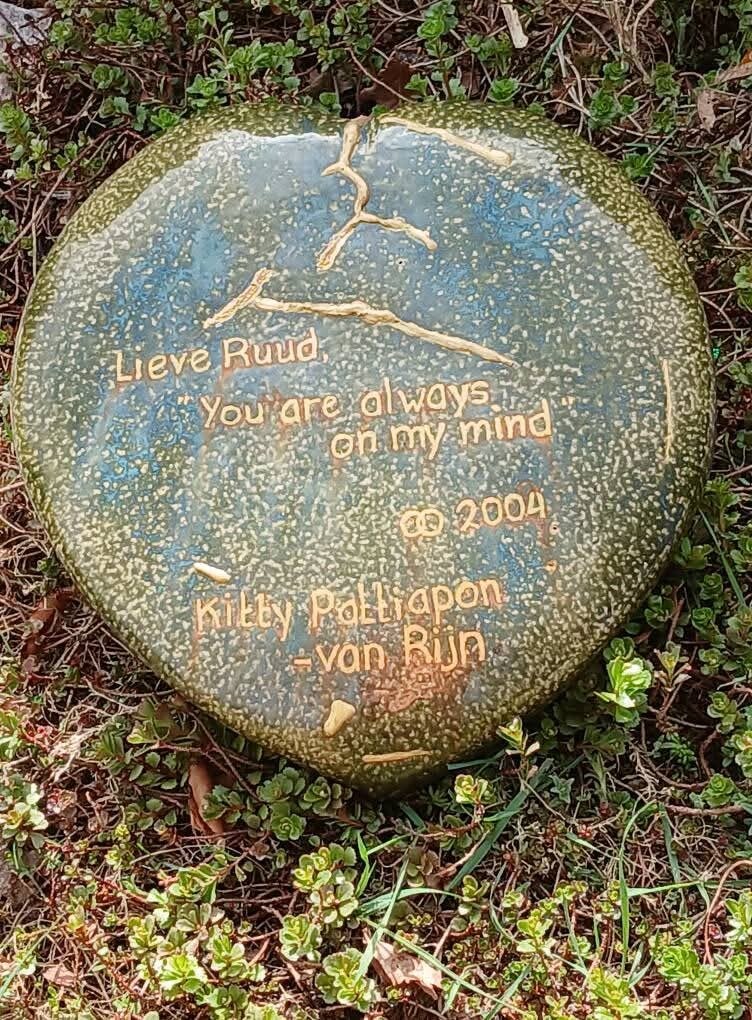 Lieve Ruud,
"You are always
on my mind"
∞ 2004
Kitty Pattiapon
-van Rijn